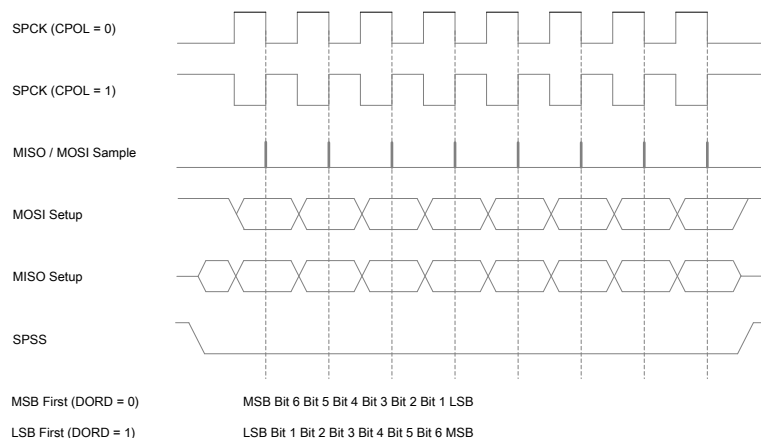 SPCK (CPOL = 0)
SPCK (CPOL = 1)
MISO / MOSI Sample
MOSI Setup
MISO Setup
SPSS
MSB First (DORD = 0) MSB Bit 6 Bit 5 Bit 4 Bit 3 Bit 2 Bit 1 LSB
LSB First (DORD = 1) LSB Bit 1 Bit 2 Bit 3 Bit 4 Bit 5 Bit 6 MSB